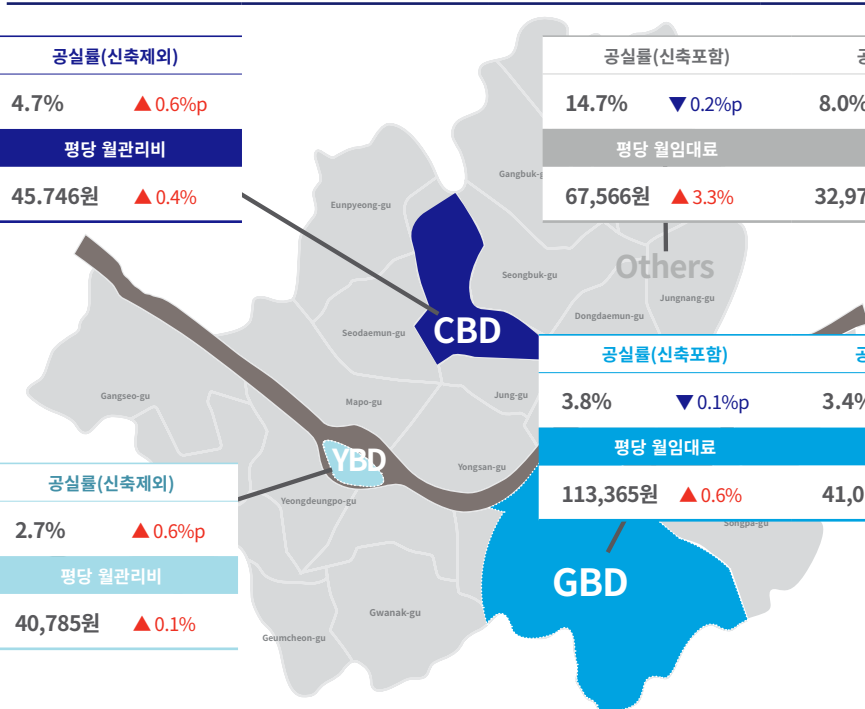 공실률(신축제외)
4.7% ▲ 0.6%p
평당 월관리비
45.746원 ▲ 0.4%
공실률(신축포함)
14.7% ▼ 0.2%p 8.0%
평당 월임대료
67,566원 ▲ 3.3% 32,97
Gangbuk-g
Eunpyeong-gu
Seongbuk-gu
Others
Jungnang-gu
Dongdaemun-gu
Seodaemun-gu
CBD
Gangseo-gu
Mapo-gu
Jung-gu
공실률(신축포함)
3.8% ▼ 0.1%p 3.4%
평당 월임대료
113,365원 ▲ 0.6% 41,0
YBD
Yongsan-gu
Yeongdeungpo-gu
공실률(신축제외)
2.7% ▲ 0.6%p
평당 월관리비
40,785원 ▲ 0.1%
Songpa-gu
GBD
Gwanak-gu
Geumcheon-gu